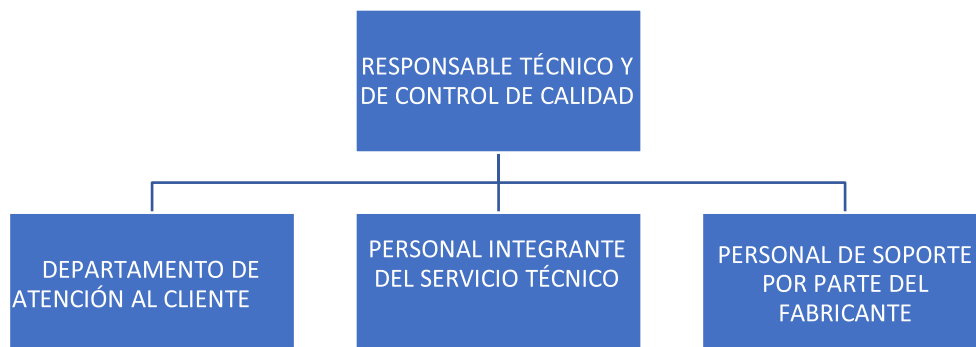 RESPONSABLE TÉCNICO Y
DE CONTROL DE CALIDAD
DEPARTAMENTO DE
ATENCIÓN AL CLIENTE
PERSONAL INTEGRANTE
DEL SERVICIO TÉCNICO
PERSONAL DE SOPORTE
POR PARTE DEL
FABRICANTE